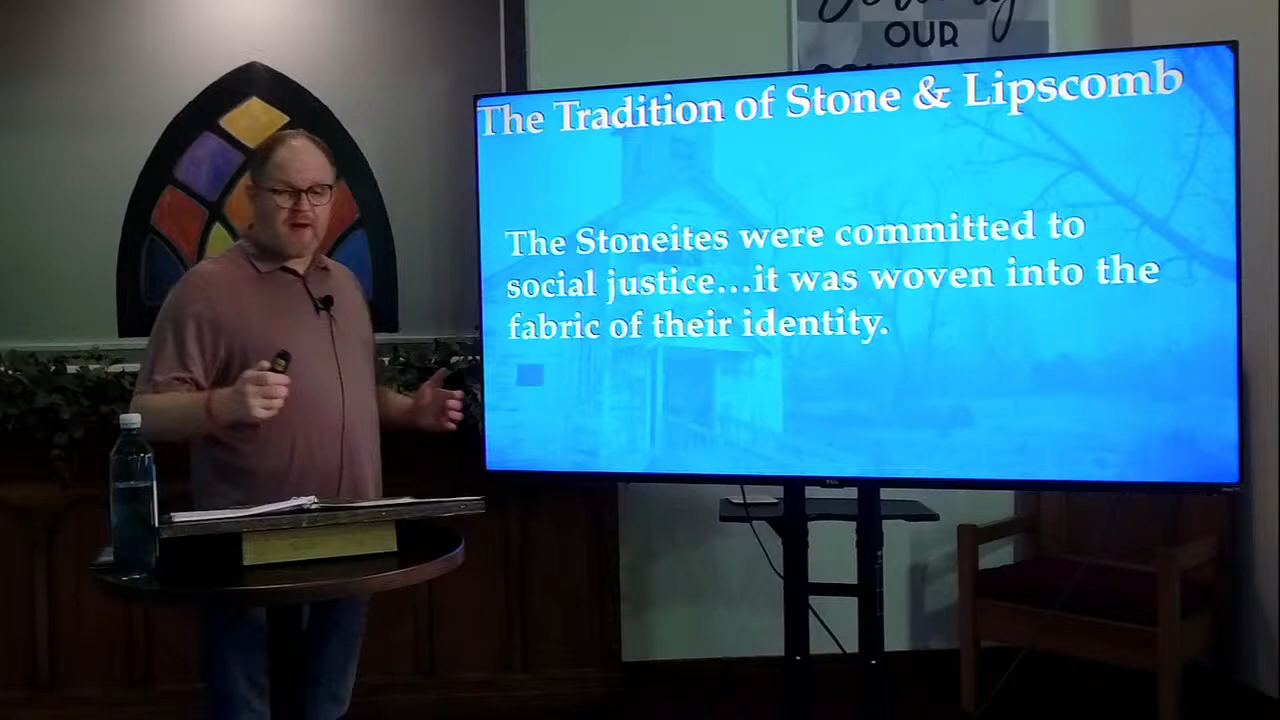 OUR
The Tradition of Stone & Lipscomb
The Stoneites were committed to
social justice...it was woven into the
fabric of their identity.
TCL